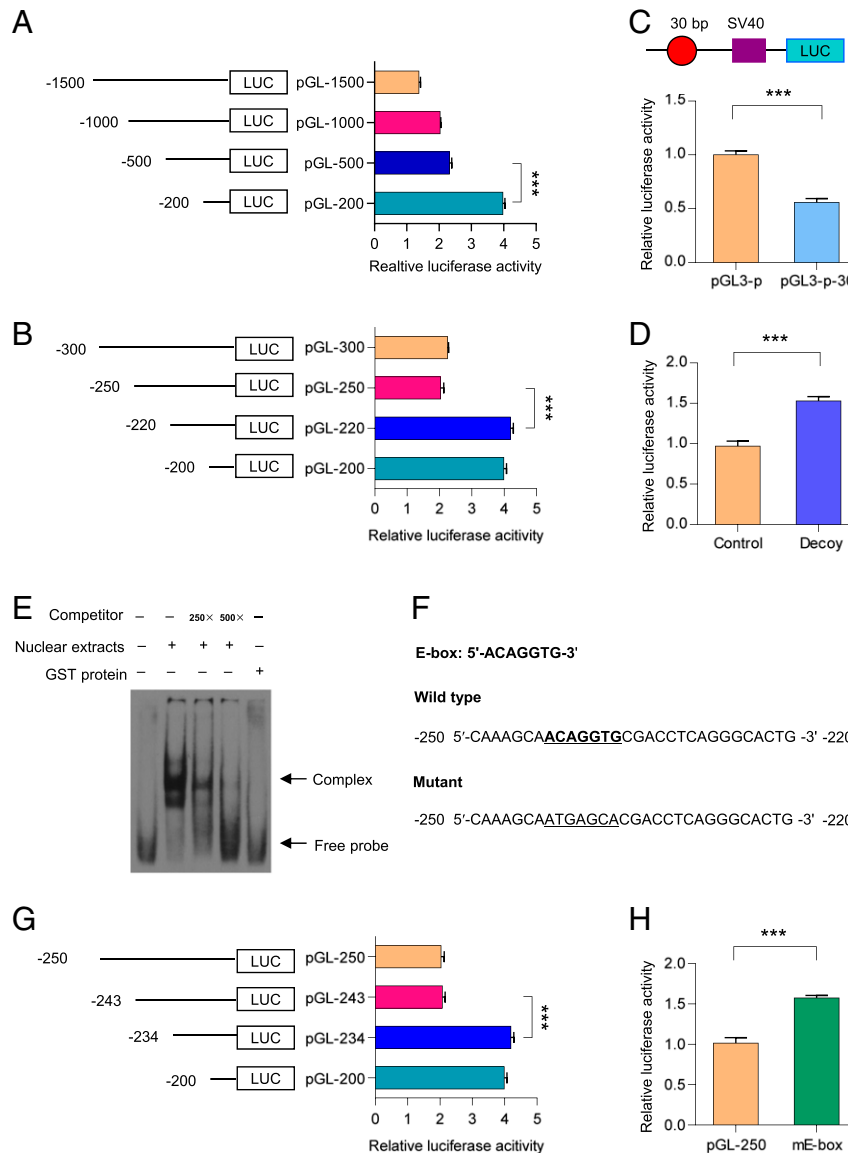 A
-1500 LUC pGL-1500
-1000 LUC pGL-1000
-500 LUC pGL-500
-200 LUC pGL-200
***
0 1 2 3 4 5
Realtive luciferase activity
B
-300 LUC pGL-300
-250 LUC pGL-250
-220 LUC pGL-220
-200 LUC pGL-200
***
0 1 2 3 4 5
Relative luciferase acitivity
C
30 bp SV40
LUC
***
Relative luciferase activity
1.5
1.0
0.5
0.0
pGL3-p pGL3-p-30
D
***
Relative luciferase activity
2.0
1.5
1.0
0.5
0.0
Control Decoy
E
Competitor – – 250× 500× –
Nuclear extracts – + + + –
GST protein – – – – +
Complex
Free probe
F
E-box: 5'-ACAGGTG-3'
Wild type
-250 5′-CAAAGCAACAGGTGCGACCTCAGGGCACTG -3' -220
Mutant
-250 5′-CAAAGCAATGAGCACGACCTCAGGGCACTG -3' -220
G
-250 LUC pGL-250
-243 LUC pGL-243
-234 LUC pGL-234
-200 LUC pGL-200
***
0 1 2 3 4 5
Relative luciferase acitivity
H
***
Relative luciferase activity
2.0
1.5
1.0
0.5
0.0
pGL-250 mE-box